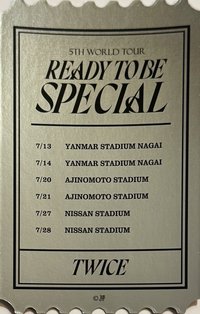 5TH WORLD TOUR
READY TO BE
SPECIAL
7/13 YANMAR STADIUM NAGAI
7/14 YANMAR STADIUM NAGAI
7/20 AJINOMOTO STADIUM
7/21 AJINOMOTO STADIUM
7/27 NISSAN STADIUM
7/28 NISSAN STADIUM
TWICE